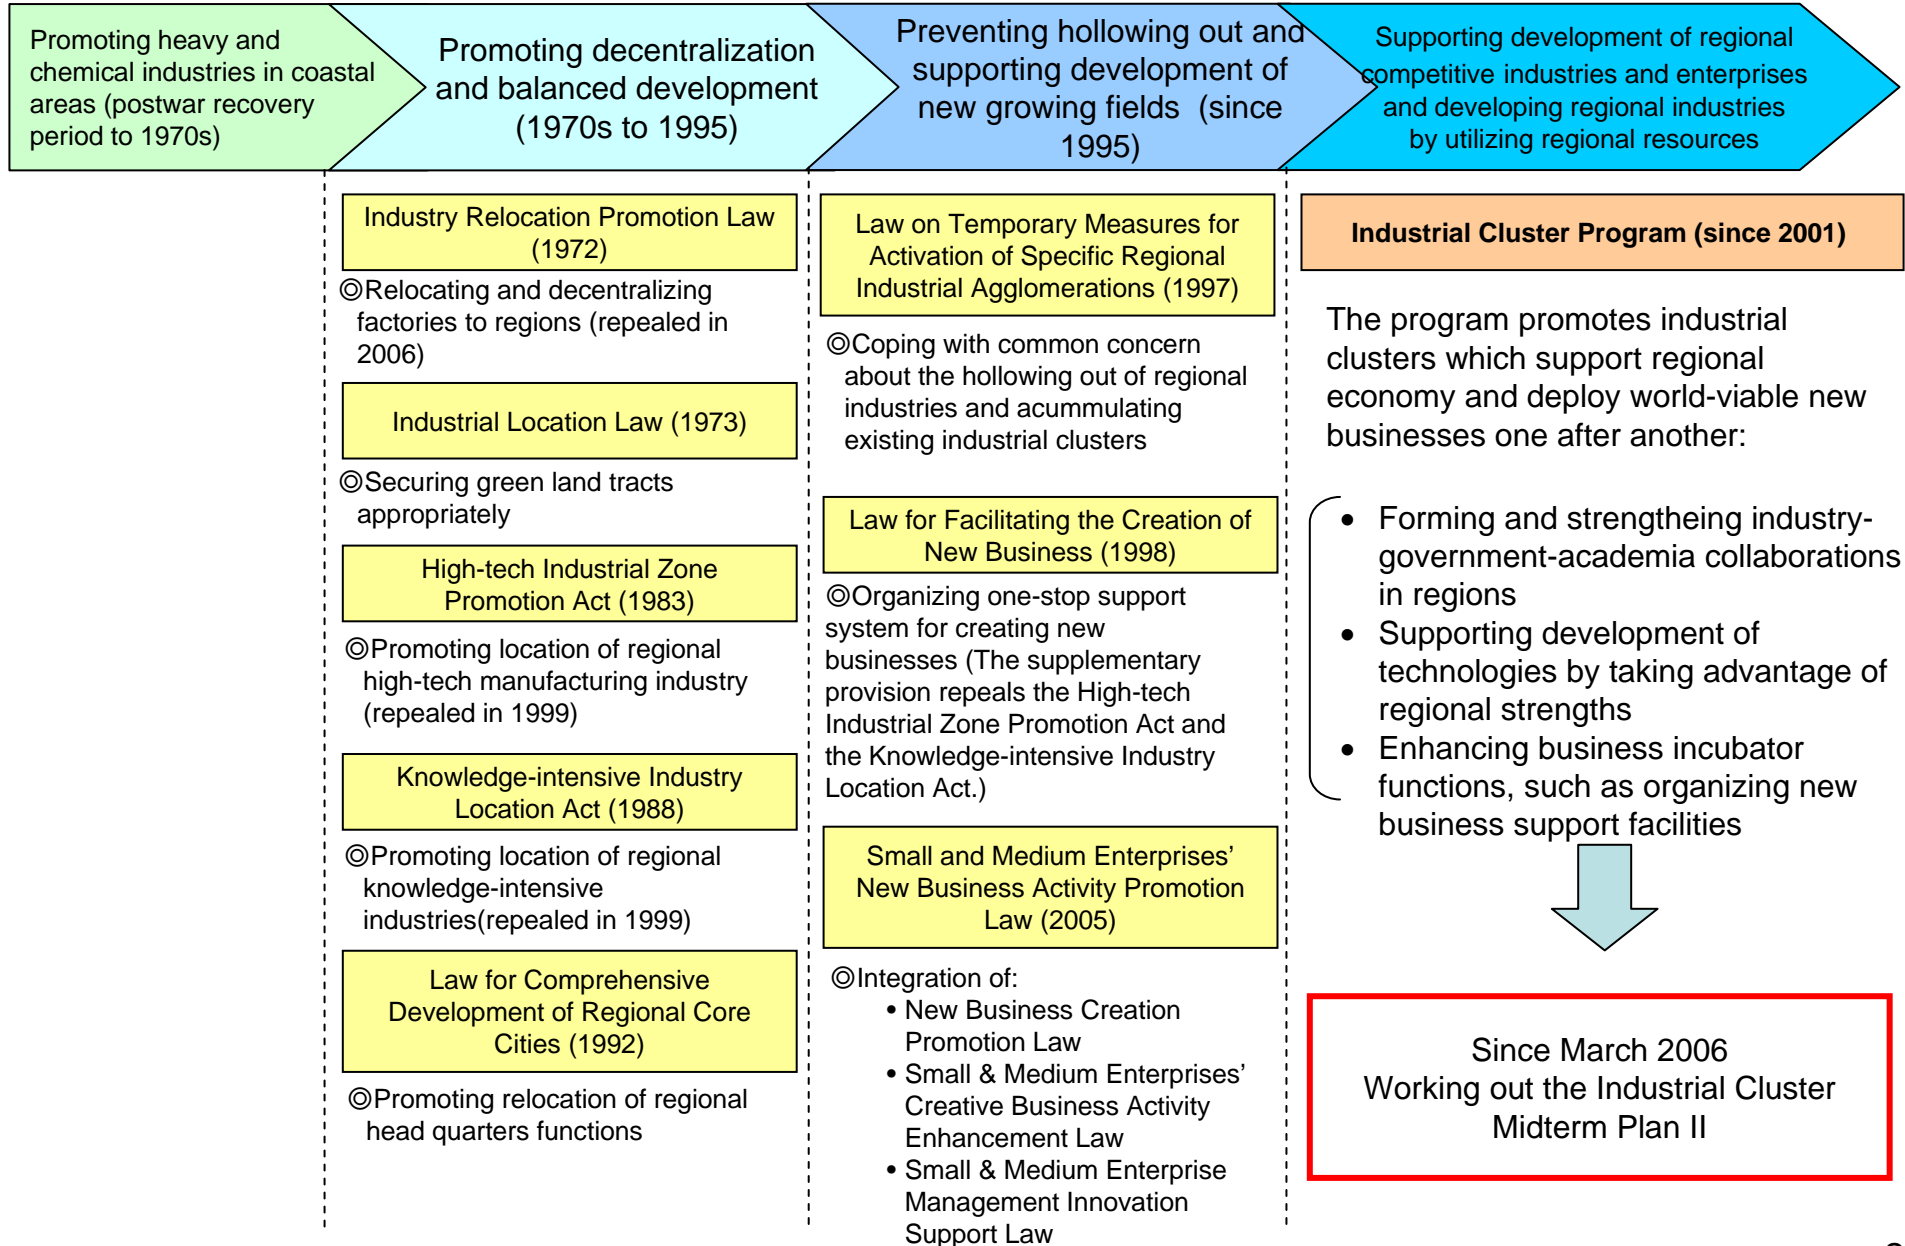 Promoting heavy and
chemical industries in coastal
areas (postwar recovery
period to 1970s)
Promoting decentralization
and balanced development
(1970s to 1995)
Preventing hollowing out and
supporting development of
new growing fields (since
1995)
Supporting development of regional
competitive industries and enterprises
and developing regional industries
by utilizing regional resources
Industry Relocation Promotion Law
(1972)
◎Relocating and decentralizing
factories to regions (repealed in
2006)
Industrial Location Law (1973)
◎Securing green land tracts
appropriately
High-tech Industrial Zone
Promotion Act (1983)
◎Promoting location of regional
high-tech manufacturing industry
(repealed in 1999)
Knowledge-intensive Industry
Location Act (1988)
◎Promoting location of regional
knowledge-intensive
industries(repealed in 1999)
Law for Comprehensive
Development of Regional Core
Cities (1992)
◎Promoting relocation of regional
head quarters functions
Law on Temporary Measures for
Activation of Specific Regional
Industrial Agglomerations (1997)
◎Coping with common concern
about the hollowing out of regional
industries and acummulating
existing industrial clusters
Law for Facilitating the Creation of
New Business (1998)
◎Organizing one-stop support
system for creating new
businesses (The supplementary
provision repeals the High-tech
Industrial Zone Promotion Act and
the Knowledge-intensive Industry
Location Act.)
Small and Medium Enterprises’
New Business Activity Promotion
Law (2005)
◎Integration of:
• New Business Creation
Promotion Law
• Small & Medium Enterprises’
Creative Business Activity
Enhancement Law
• Small & Medium Enterprise
Management Innovation
Support Law
Industrial Cluster Program (since 2001)
The program promotes industrial
clusters which support regional
economy and deploy world-viable new
businesses one after another:
• Forming and strengtheing industry-
government-academia collaborations
in regions
• Supporting development of
technologies by taking advantage of
regional strengths
• Enhancing business incubator
functions, such as organizing new
business support facilities
Since March 2006
Working out the Industrial Cluster
Midterm Plan II